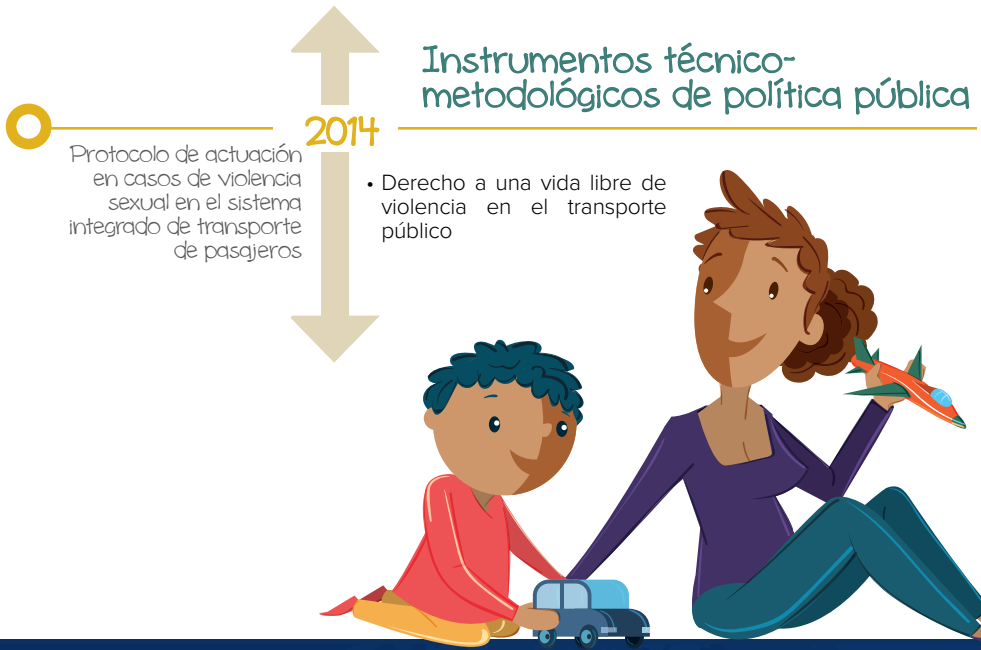 Instrumentos técnico-
metodológicos de política pública
2014
Protocolo de actuación
en casos de violencia
sexual en el sistema
integrado de transporte
de pasajeros
• Derecho a una vida libre de
violencia en el transporte
público